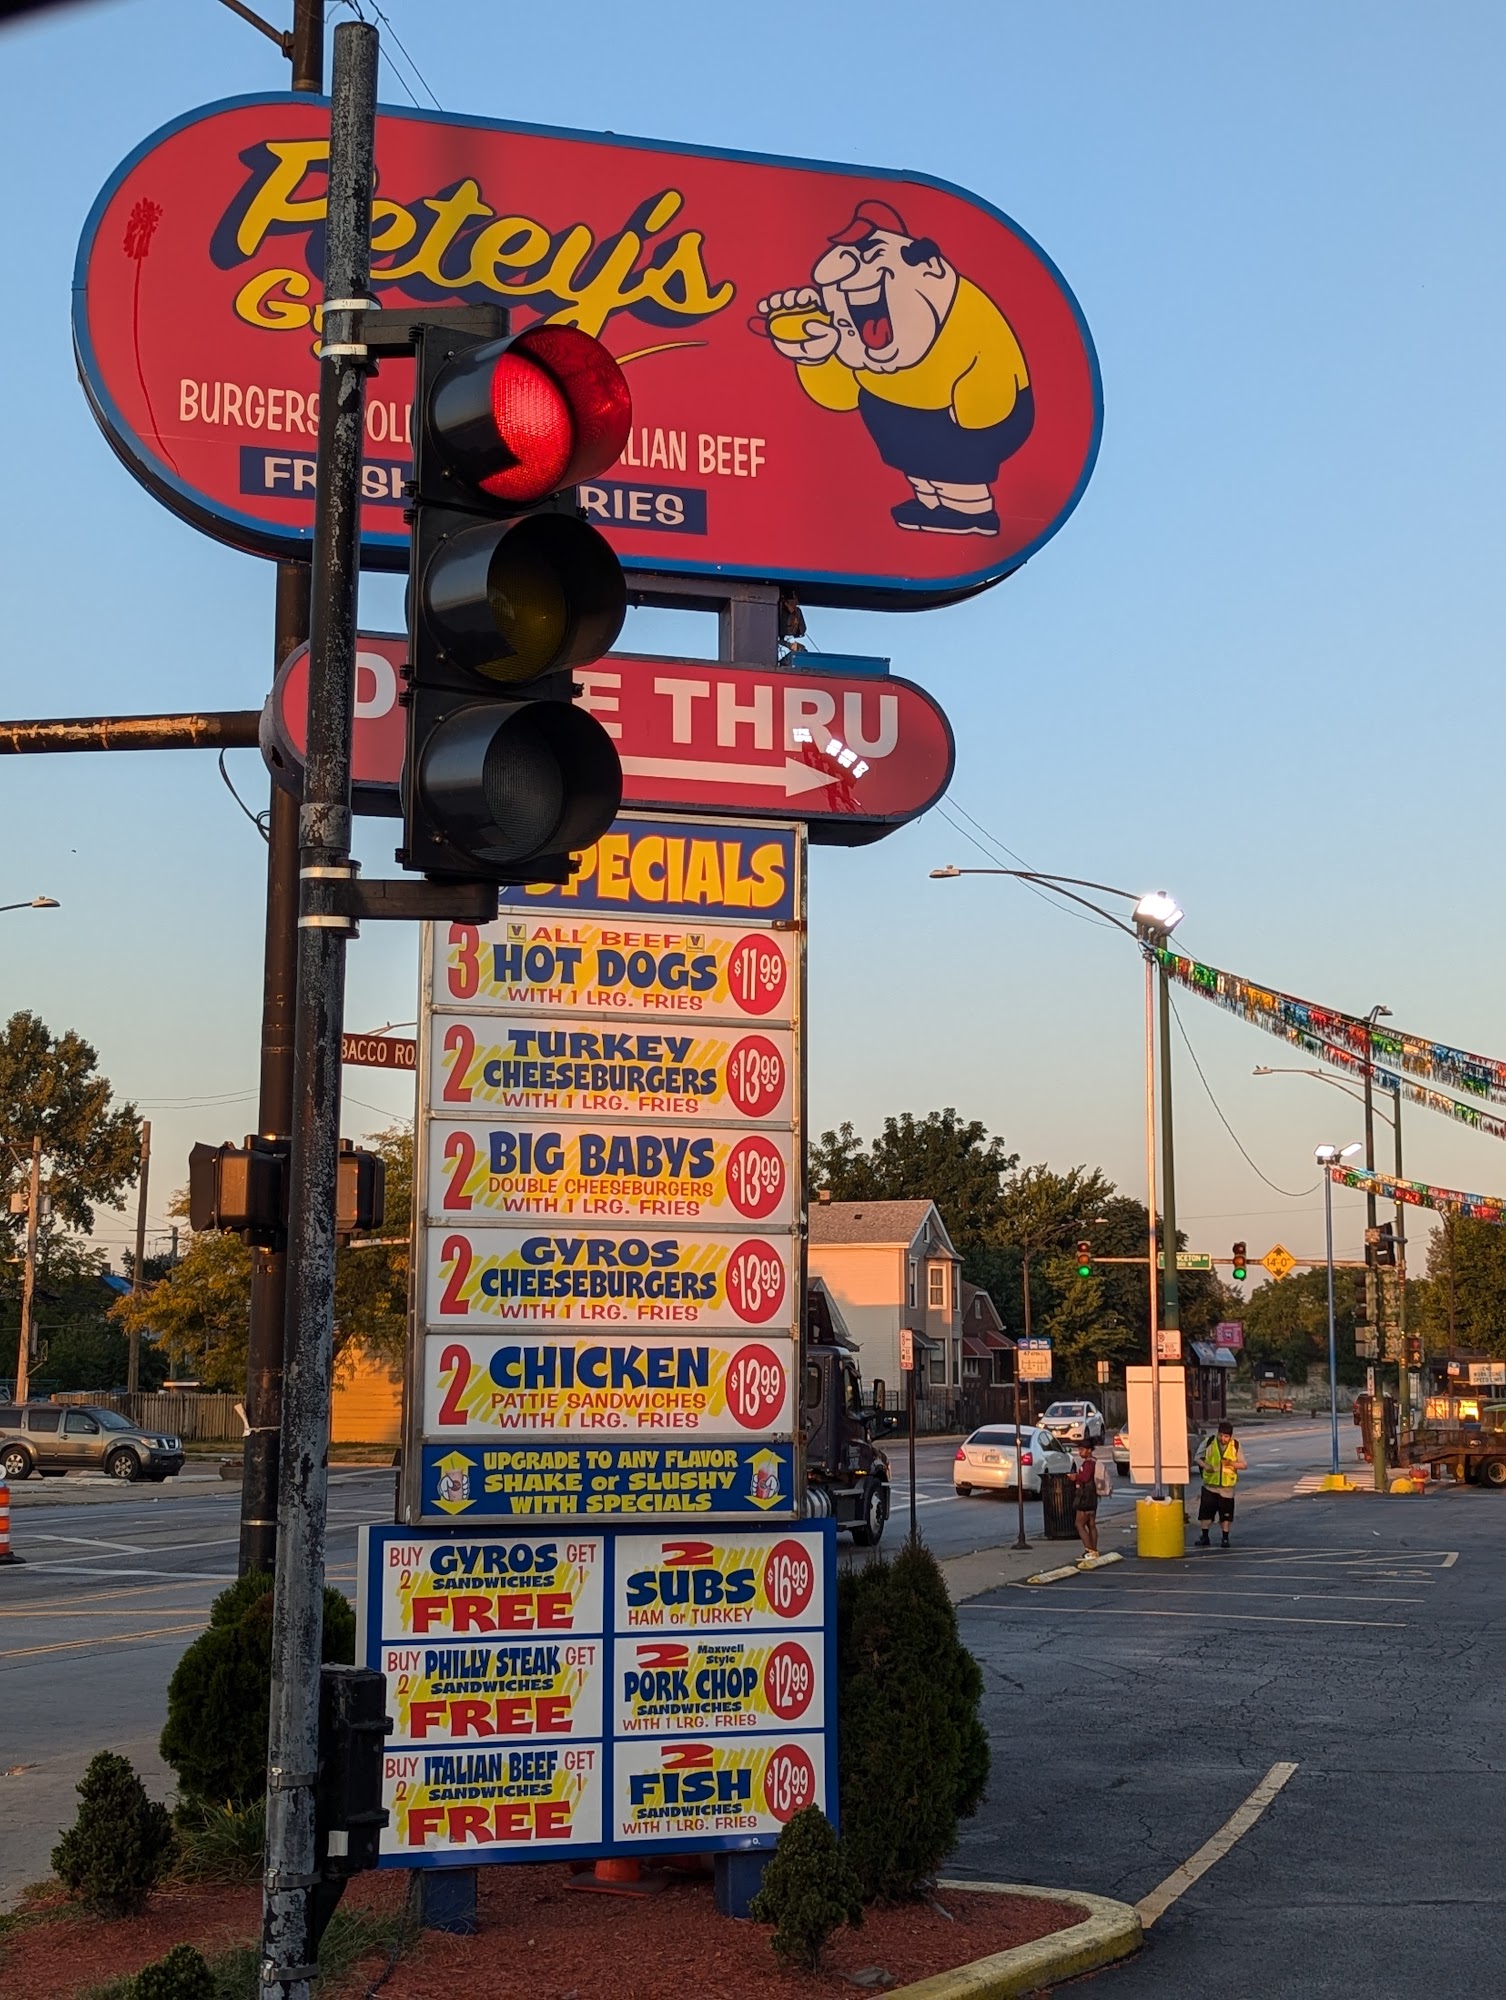 Petey's
BURGERS
BEEF
DRIVE THRU
SPECIALS
3 ALL BEEF
HOT DOGS
WITH 1 LRG. FRIES
$11.99
2 TURKEY
CHEESEBURGERS
WITH 1 LRG. FRIES
$13.99
2 BIG BABYS
DOUBLE CHEESEBURGERS
WITH 1 LRG. FRIES
$13.99
2 GYROS
CHEESEBURGERS
WITH 1 LRG. FRIES
$13.99
2 CHICKEN
PATTIE SANDWICHES
WITH 1 LRG. FRIES
$13.99
UPGRADE TO ANY FLAVOR
SHAKE or SLUSHY
WITH SPECIALS
BUY 2 GYROS GET 1
SANDWICHES
FREE
2
SUBS
HAM or TURKEY
$16.99
BUY 2 PHILLY STEAK GET 1
SANDWICHES
FREE
2 Maxwell
Style
PORK CHOP
SANDWICHES
WITH 1 LRG. FRIES
$12.99
BUY 2 ITALIAN BEEF GET 1
SANDWICHES
FREE
2
FISH
SANDWICHES
WITH 1 LRG. FRIES
$13.99
14'-0"